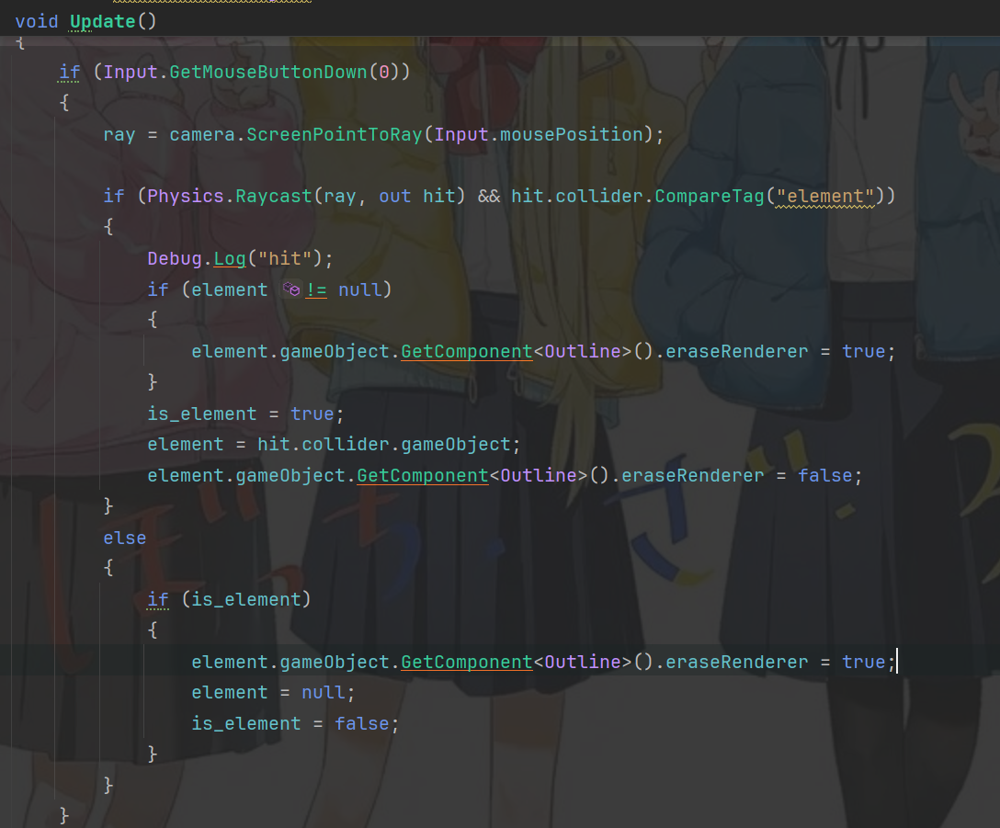 void Update()
{
if (Input.GetMouseButtonDown(0))
{
ray = camera.ScreenPointToRay(Input.mousePosition);
if (Physics.Raycast(ray, out hit) && hit.collider.CompareTag("element"))
{
Debug.Log("hit");
if (element != null)
{
element.gameObject.GetComponent<Outline>().eraseRenderer = true;
}
is_element = true;
element = hit.collider.gameObject;
element.gameObject.GetComponent<Outline>().eraseRenderer = false;
}
else
{
if (is_element)
{
element.gameObject.GetComponent<Outline>().eraseRenderer = true;
element = null;
is_element = false;
}
}
}